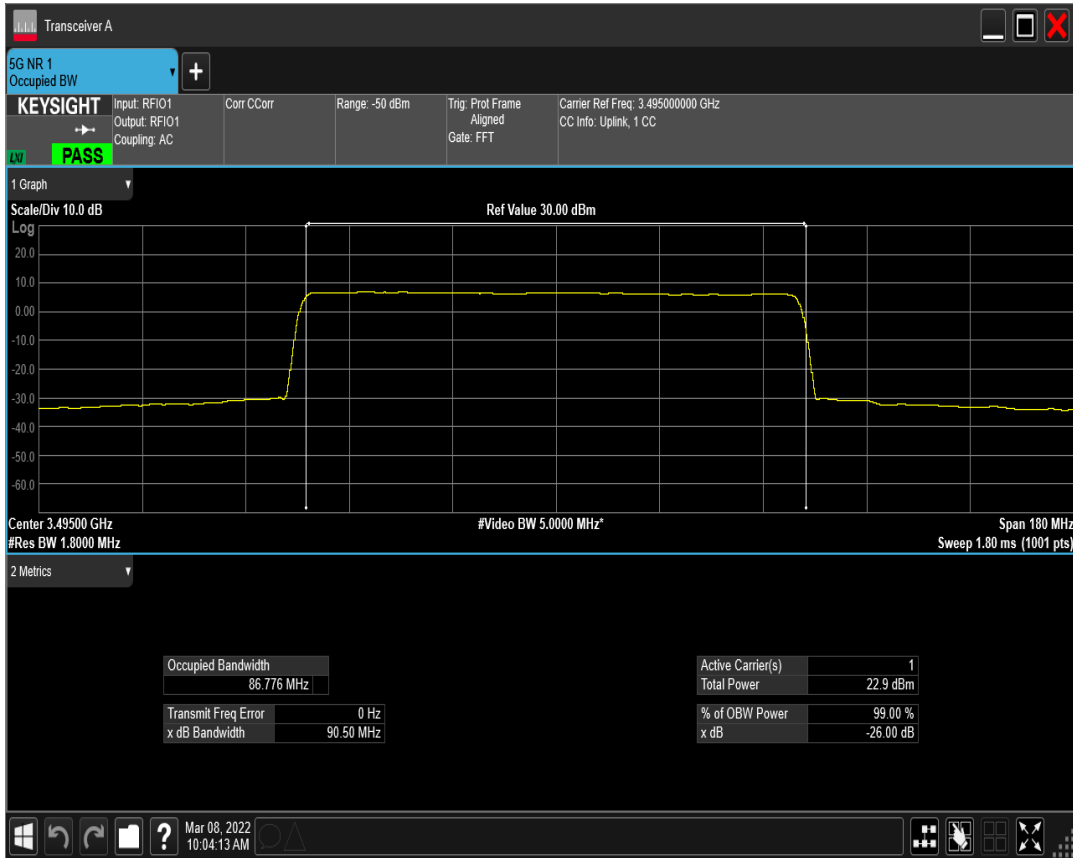 Transceiver A
5G NR 1
Occupied BW
+
KEYSIGHT
LXI
PASS
Input: RFIO1
Output: RFIO1
Coupling: AC
Corr CCorr
Range: -50 dBm
Trig: Prot Frame
Aligned
Gate: FFT
Carrier Ref Freq: 3.495000000 GHz
CC Info: Uplink, 1 CC
1 Graph
Scale/Div 10.0 dB
Ref Value 30.00 dBm
Log
20.0
10.0
0.00
-10.0
-20.0
-30.0
-40.0
-50.0
-60.0
Center 3.49500 GHz
#Video BW 5.0000 MHz*
Span 180 MHz
#Res BW 1.8000 MHz
Sweep 1.80 ms (1001 pts)
2 Metrics
Occupied Bandwidth
86.776 MHz
Transmit Freq Error 0 Hz
x dB Bandwidth 90.50 MHz
Active Carrier(s) 1
Total Power 22.9 dBm
% of OBW Power 99.00 %
x dB -26.00 dB
?
Mar 08, 2022
10:04:13 AM